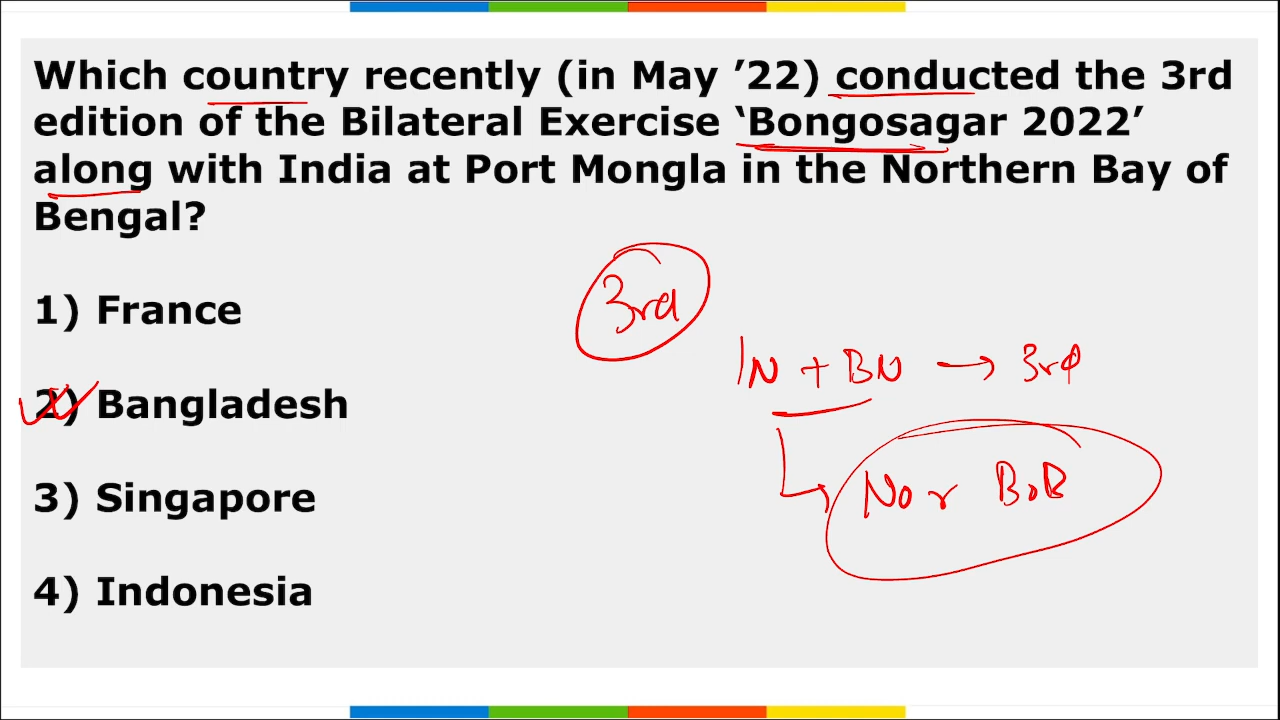 Which country recently (in May ’22) conducted the 3rd
edition of the Bilateral Exercise ‘Bongosagar 2022’
along with India at Port Mongla in the Northern Bay of
Bengal?
1) France
3rd
IN + BN → 3rd
2) Bangladesh
Nor BoB
3) Singapore
4) Indonesia